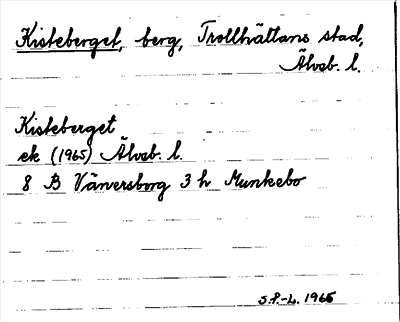 Kisteberget, berg, Trollhättans stad,
Älvsb. l.
Kisteberget
ek (1965) Älvsb. l.
8 B Vänersborg 3 h Munkebo
S.P.-L. 1965